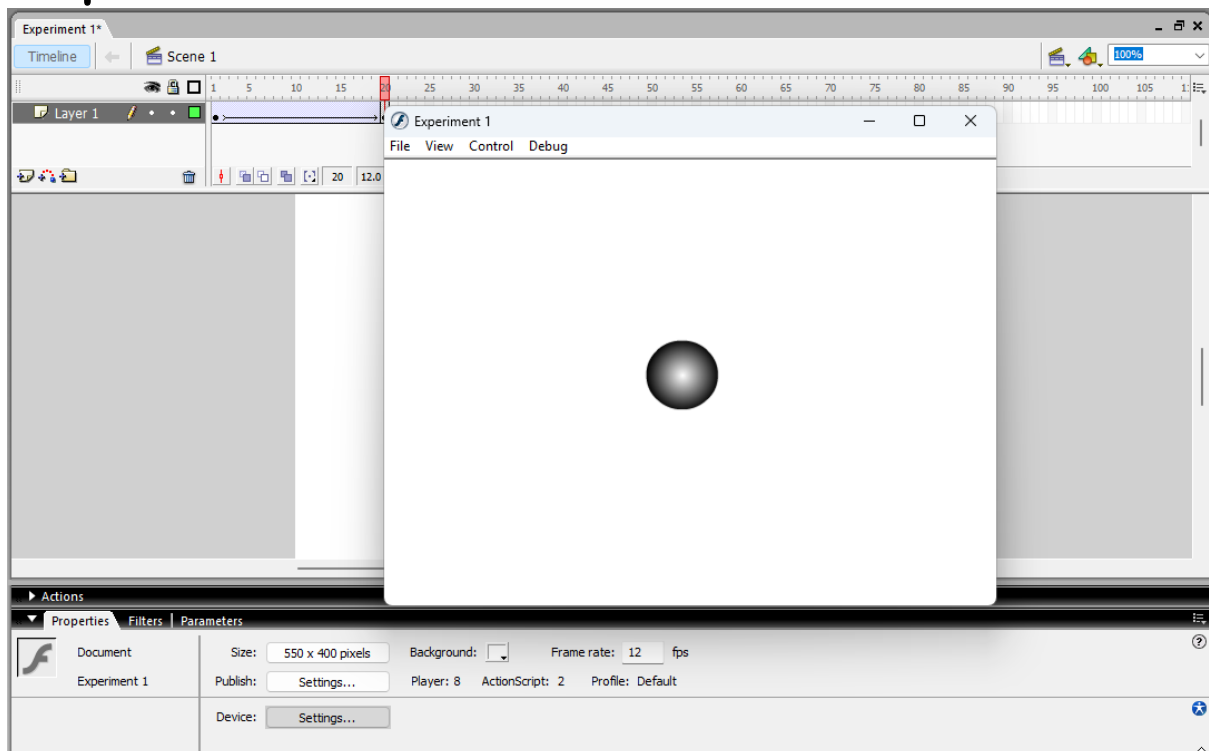 Experiment 1*
Timeline Scene 1 100%
1 5 10 15 20 25 30 35 40 45 50 55 60 65 70 75 80 85 90 95 100 105
Layer 1
Experiment 1
File View Control Debug
20 12.0
Actions
Properties Filters Parameters
Document Size: 550 x 400 pixels Background: Frame rate: 12 fps
Experiment 1 Publish: Settings... Player: 8 ActionScript: 2 Profile: Default
Device: Settings...